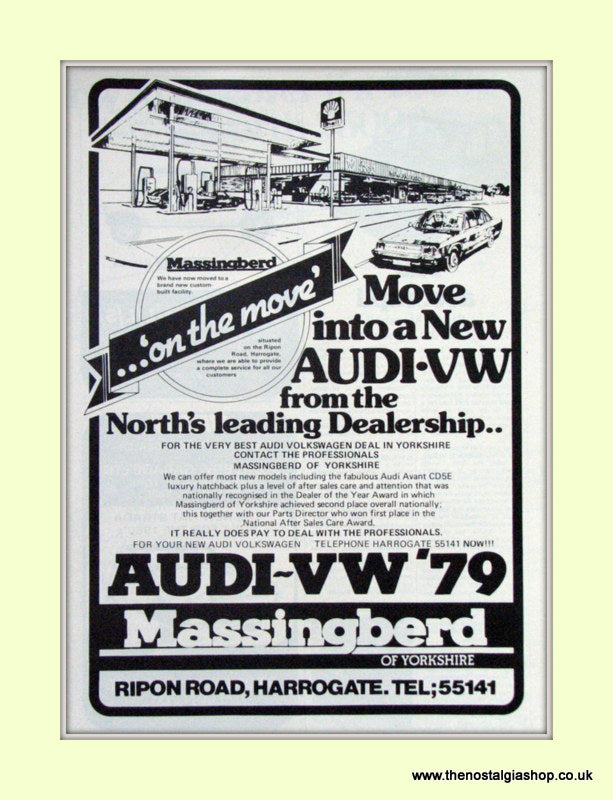 Massingberd
We have now moved to a
brand new custom-
built facility.
...'on the move'
situated
on the Ripon
Road, Harrogate,
where we are able to provide
a complete service for all our
customers
Move
into a New
AUDI•VW
from the
North's leading Dealership..
FOR THE VERY BEST AUDI VOLKSWAGEN DEAL IN YORKSHIRE
CONTACT THE PROFESSIONALS
MASSINGBERD OF YORKSHIRE
We can offer most new models including the fabulous Audi Avant CD5E
luxury hatchback plus a level of after sales care and attention that was
nationally recognised in the Dealer of the Year Award in which
Massingberd of Yorkshire achieved second place overall nationally;
this together with our Parts Director who won first place in the
National After Sales Care Award.
IT REALLY DOES PAY TO DEAL WITH THE PROFESSIONALS.
FOR YOUR NEW AUDI VOLKSWAGEN TELEPHONE HARROGATE 55141 NOW!!!
AUDI~VW '79
Massingberd
OF YORKSHIRE
RIPON ROAD, HARROGATE. TEL; 55141
www.thenostalgiashop.co.uk